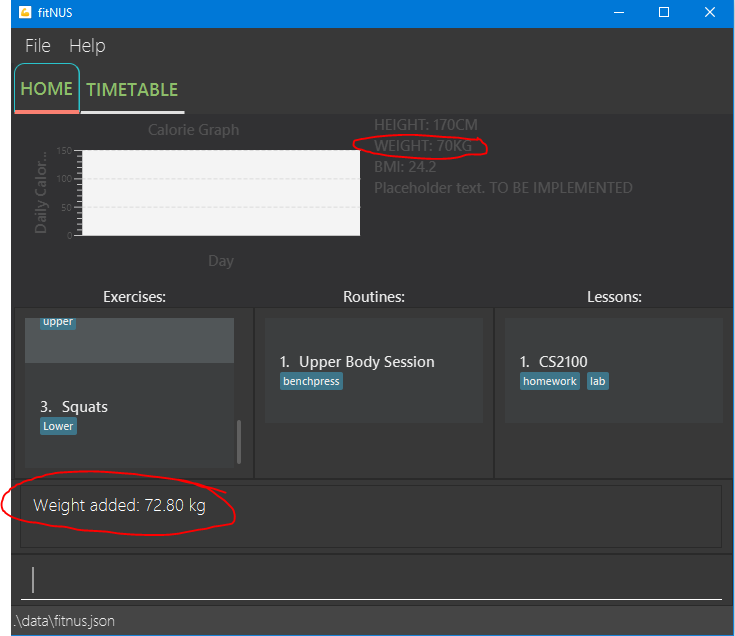 fitNUS
File Help
HOME TIMETABLE
Calorie Graph
150
100
50
0
Daily Calor...
Day
HEIGHT: 170CM
WEIGHT: 70KG
BMI: 24.2
Placeholder text. TO BE IMPLEMENTED
Exercises:
upper
3. Squats
Lower
Routines:
1. Upper Body Session
benchpress
Lessons:
1. CS2100
homework lab
Weight added: 72.80 kg
.\data\fitnus.json